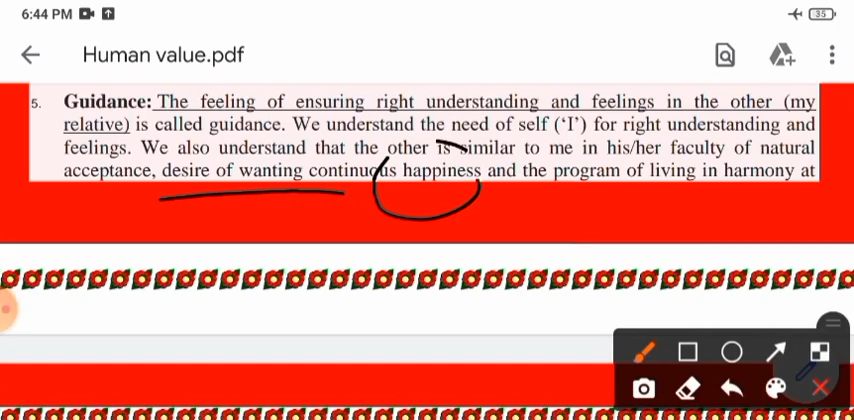 6:44 PM
35
Human value.pdf
5. Guidance: The feeling of ensuring right understanding and feelings in the other (my
relative) is called guidance. We understand the need of self (‘I’) for right understanding and
feelings. We also understand that the other is similar to me in his/her faculty of natural
acceptance, desire of wanting continuous happiness and the program of living in harmony at